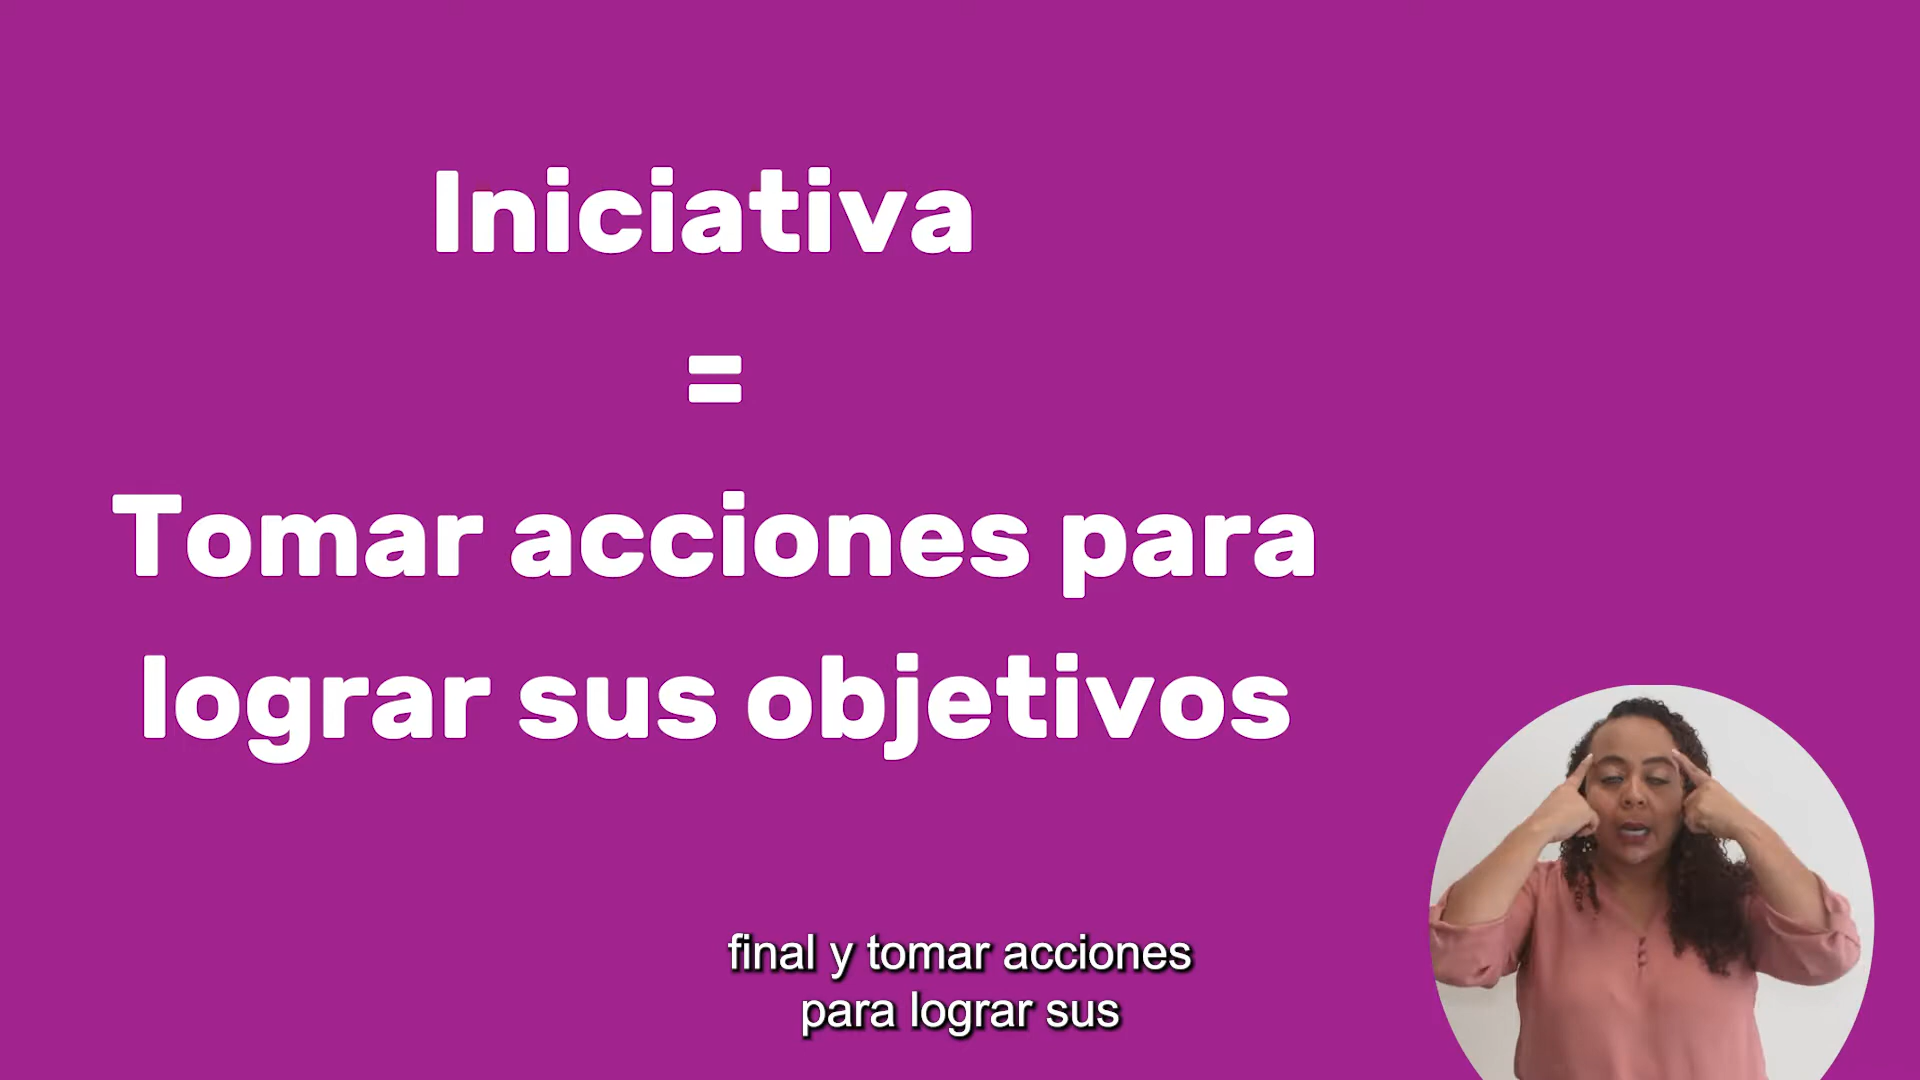 Iniciativa
=
Tomar acciones para
lograr sus objetivos
final y tomar acciones
para lograr sus